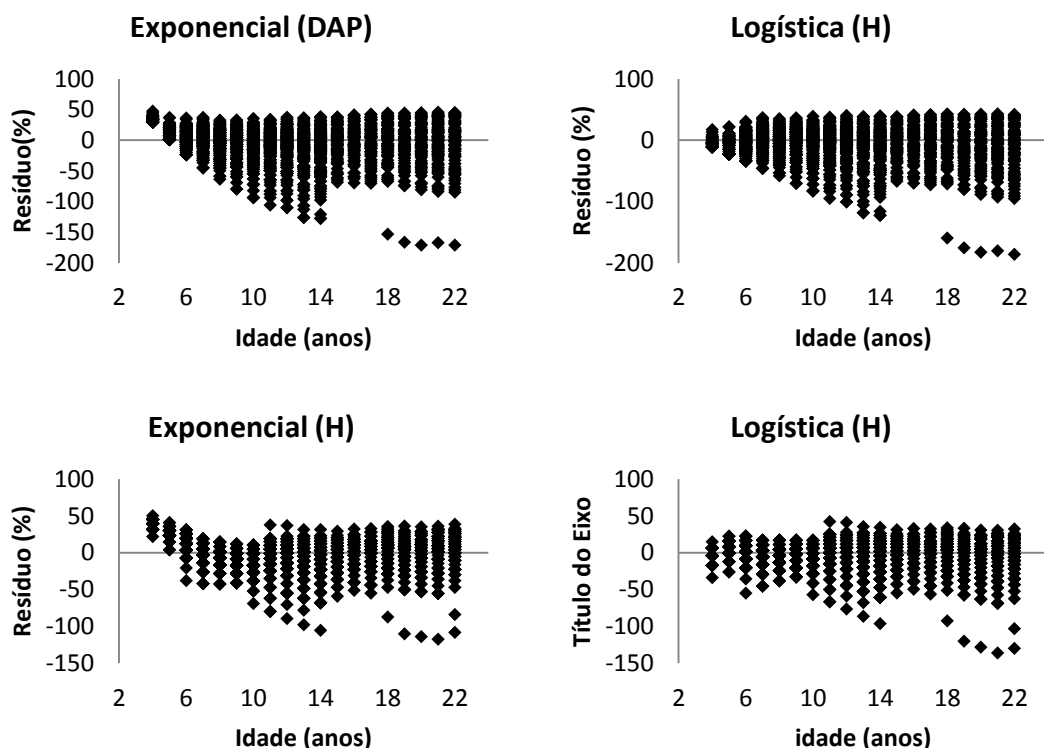 Exponencial (DAP)
100
50
0
-50
-100
-150
-200
Resíduo(%)
2 6 10 14 18 22
Idade (anos)
Logística (H)
100
50
0
-50
-100
-150
-200
Resíduo (%)
2 6 10 14 18 22
Idade (anos)
Exponencial (H)
100
50
0
-50
-100
-150
Resíduo (%)
2 6 10 14 18 22
Idade (anos)
Logística (H)
100
50
0
-50
-100
-150
Título do Eixo
2 6 10 14 18 22
idade (anos)